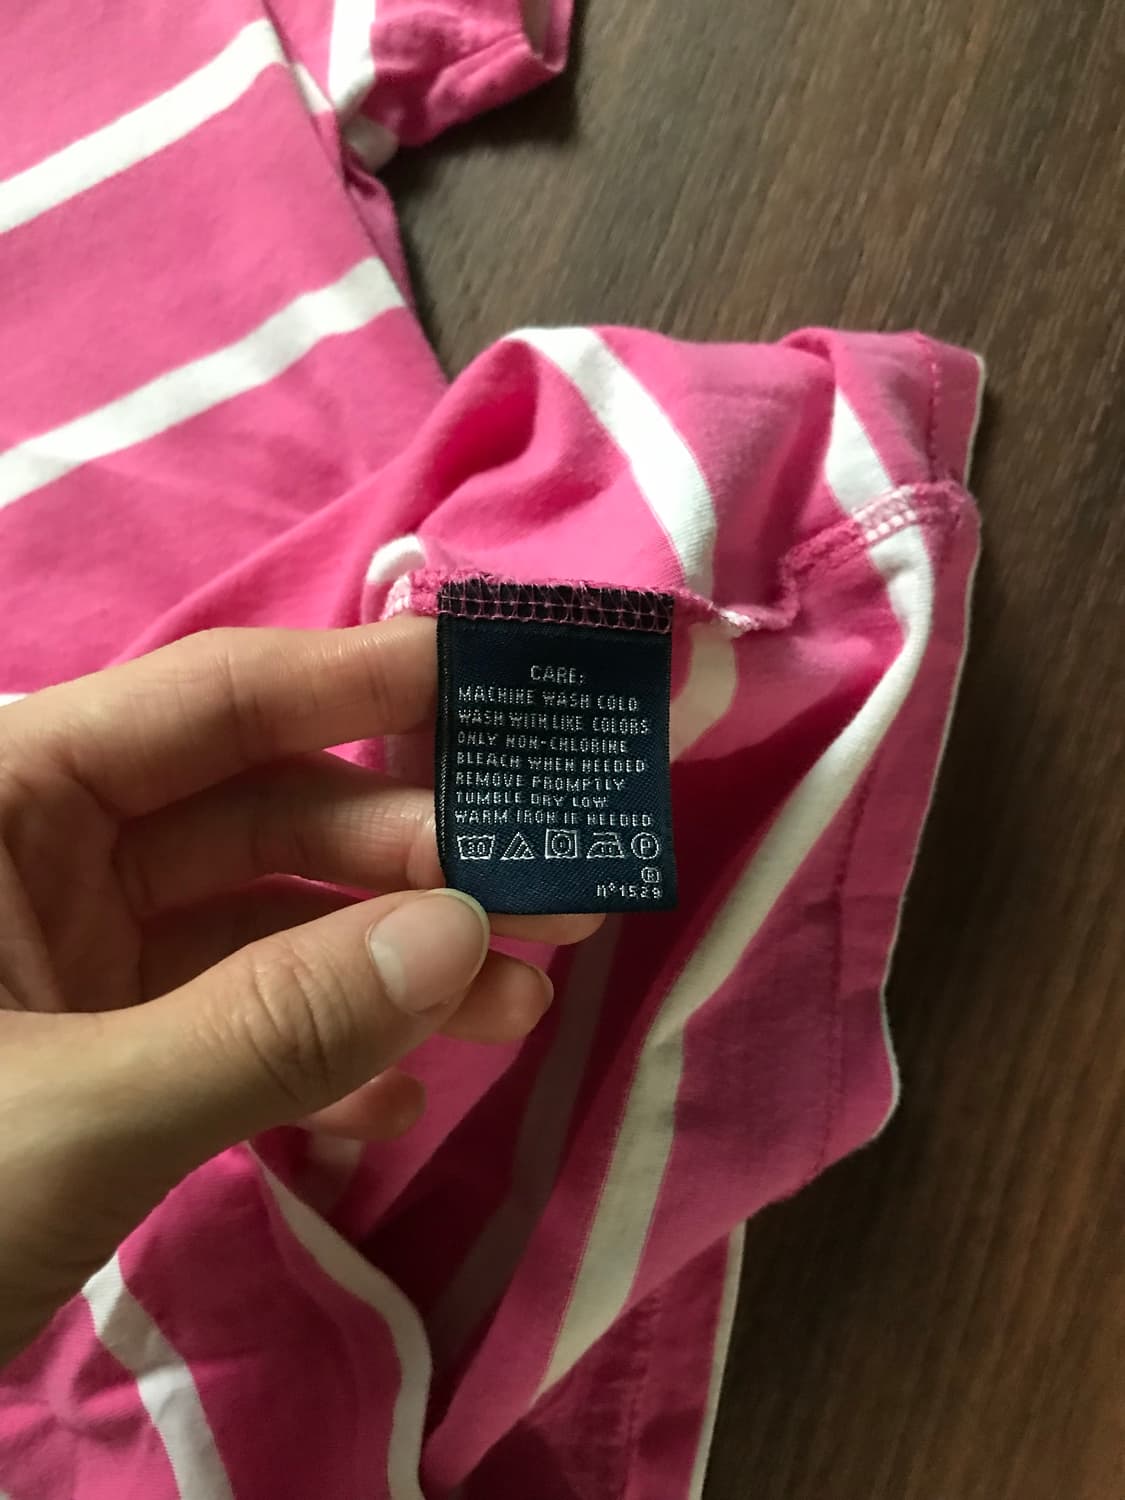 CARE:
MACHINE WASH COLD
WASH WITH LIKE COLORS
ONLY NON-CHLORINE
BLEACH WHEN NEEDED
REMOVE PROMPTLY
TUMBLE DRY LOW
WARM IRON IF NEEDED
30 P
®
nº1529